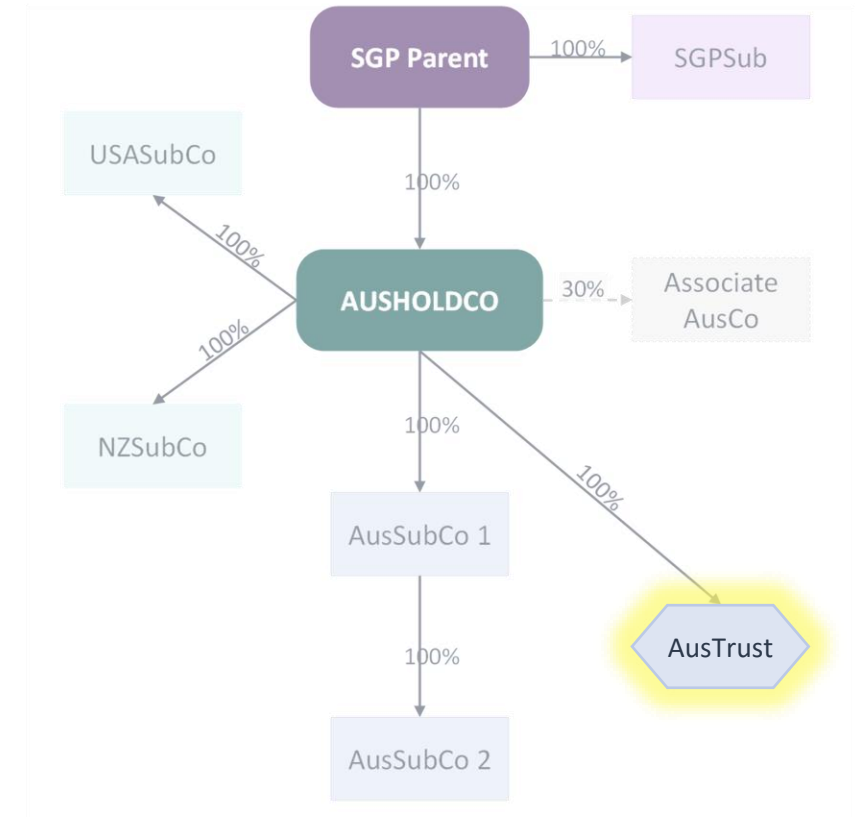 SGP Parent
100%
SGPSub
USASubCo
100%
100%
AUSHOLDCO
30%
Associate
AusCo
100%
NZSubCo
100%
100%
AusSubCo 1
AusTrust
100%
AusSubCo 2